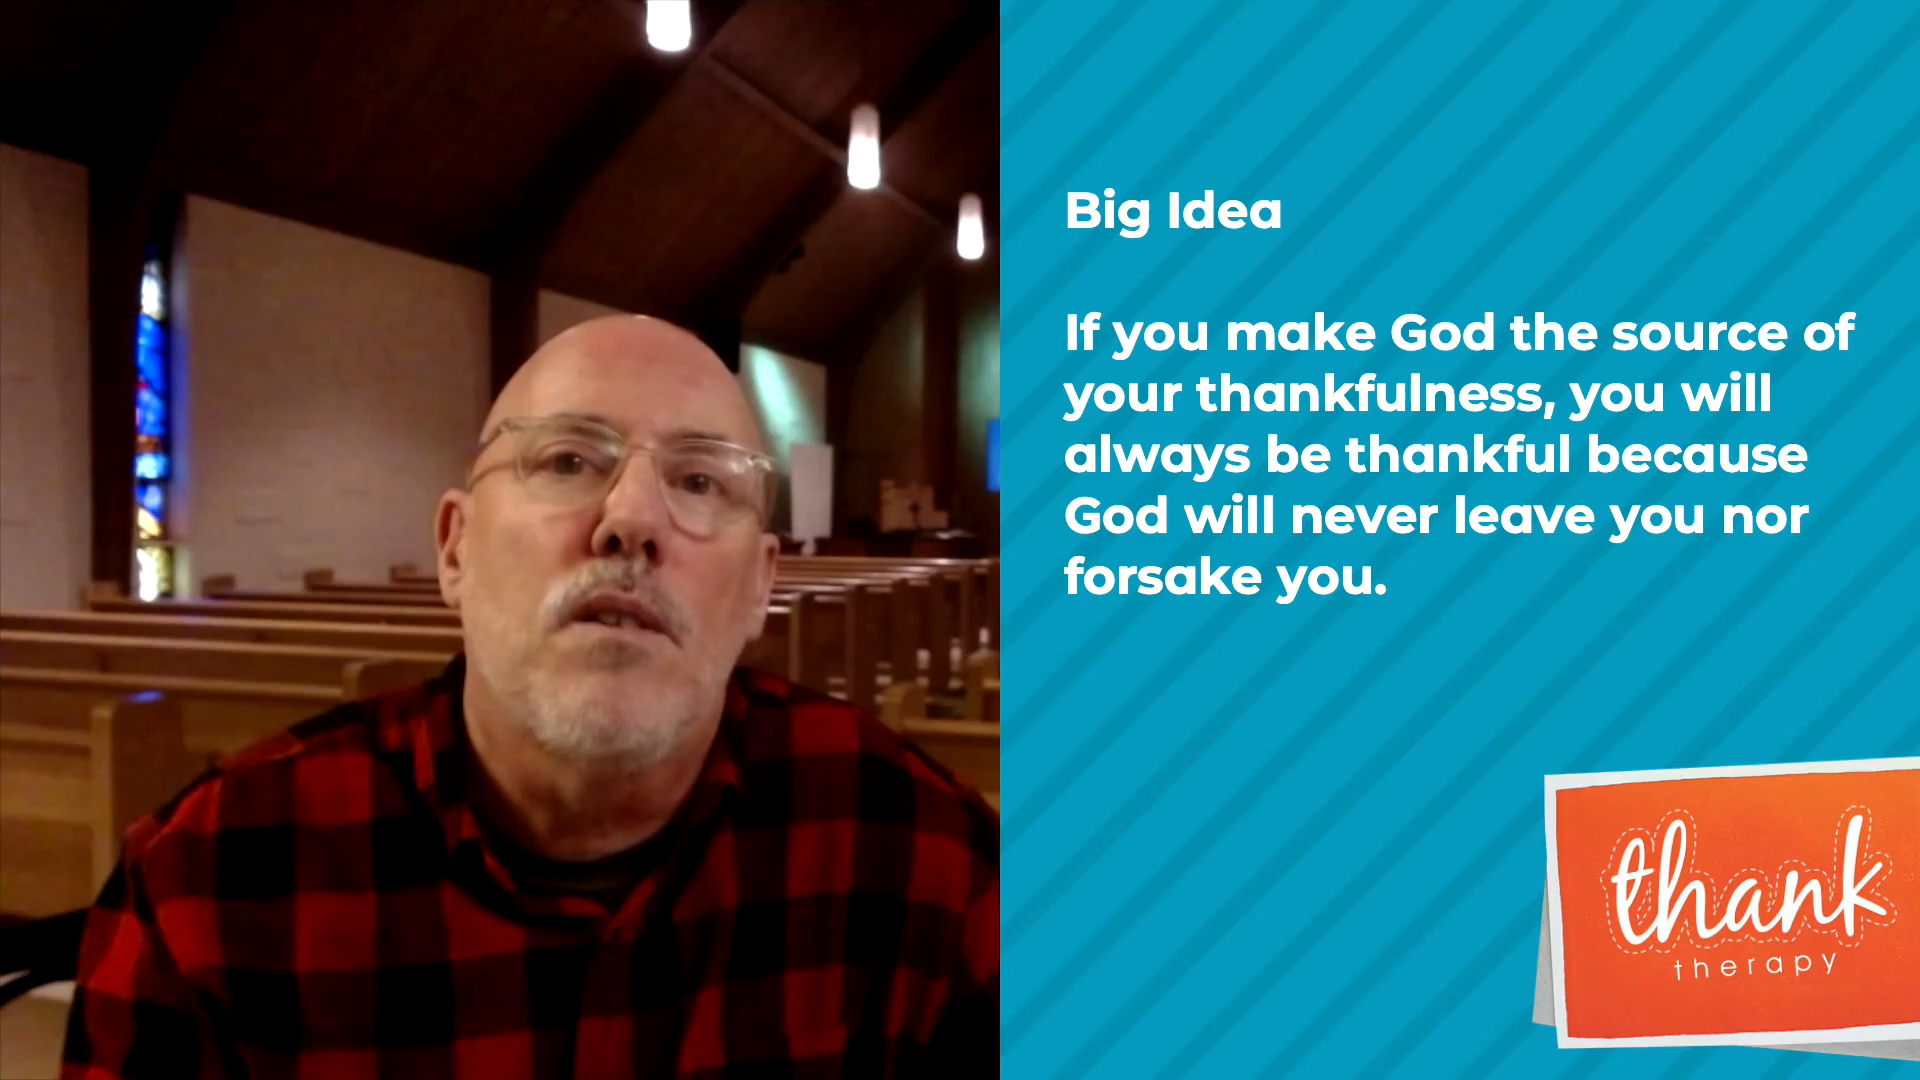 Big Idea
If you make God the source of
your thankfulness, you will
always be thankful because
God will never leave you nor
forsake you.
thank
therapy